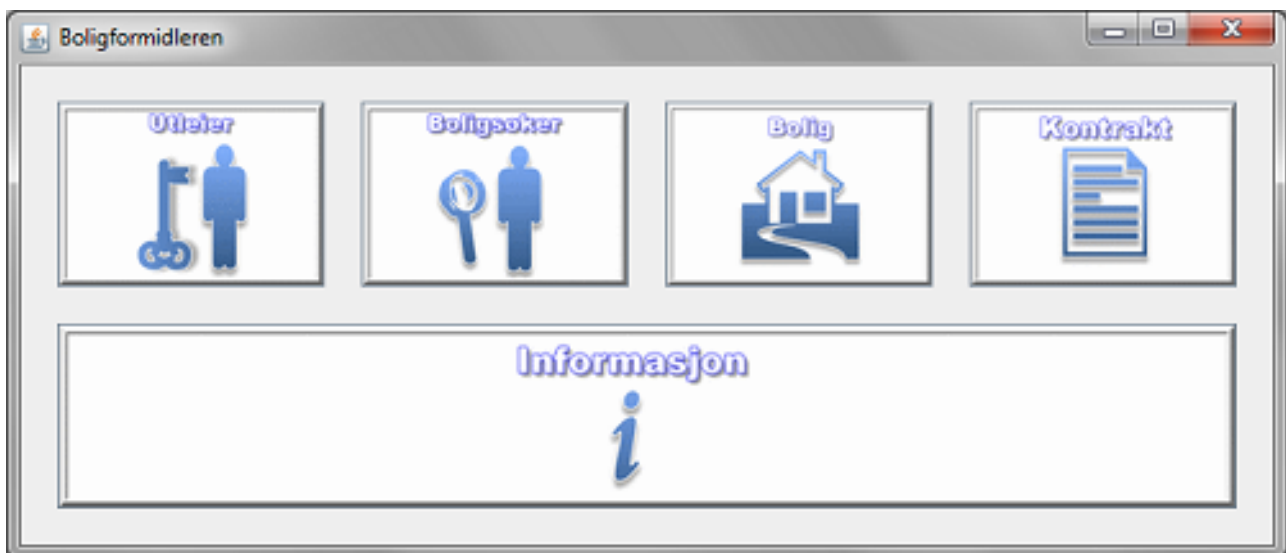 Boligformidleren
Utleier
Boligsøker
Bolig
Kontrakt
Informasjon
i